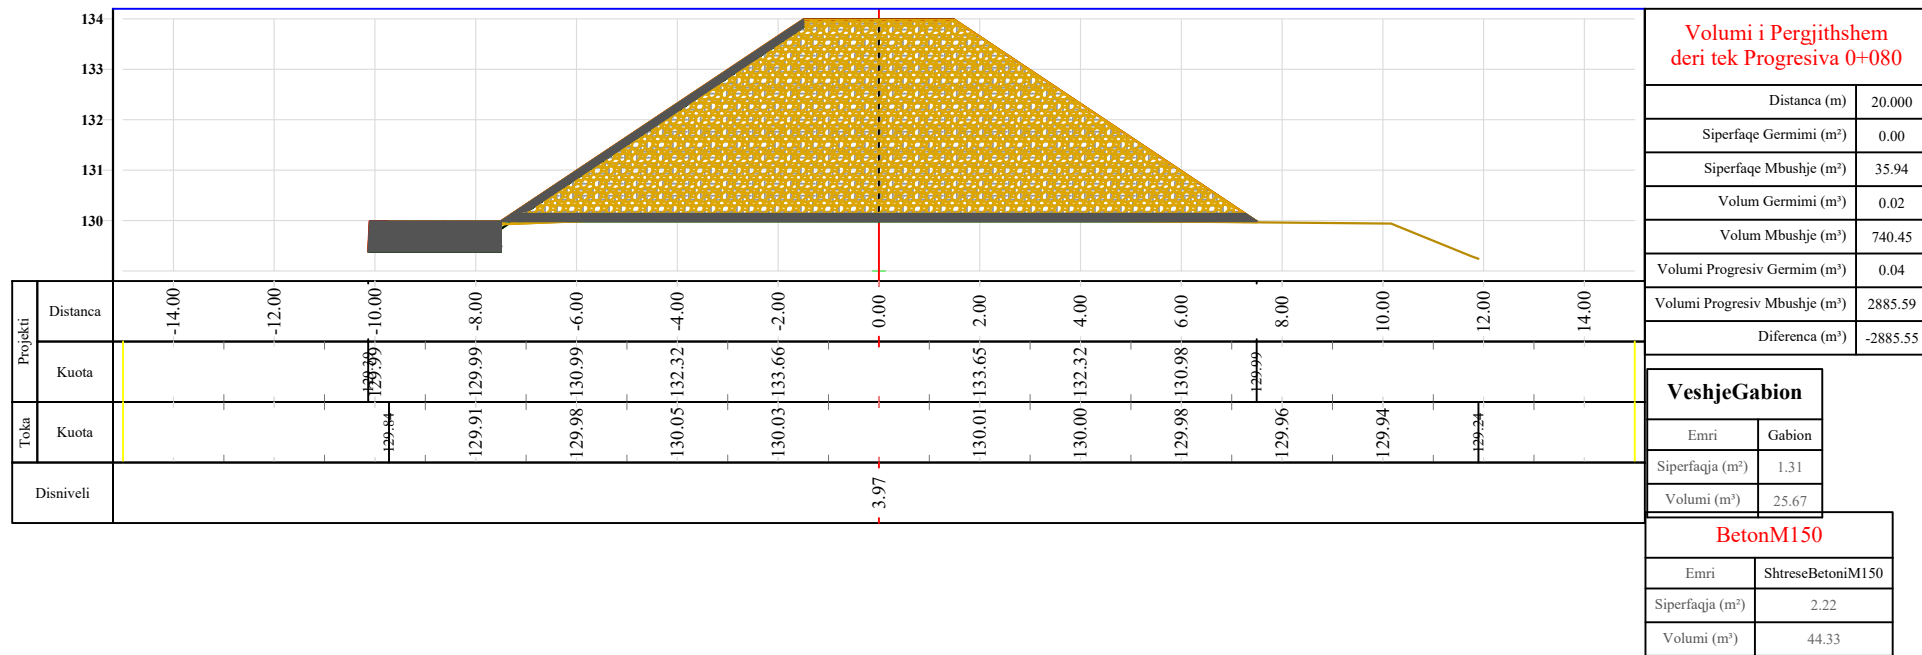 134
133
132
131
130
Projekti
Distanca
-14.00 -12.00 -10.00 -8.00 -6.00 -4.00 -2.00 0.00 2.00 4.00 6.00 8.00 10.00 12.00 14.00
Kuota
129.99 129.99 130.99 132.32 133.66 133.65 132.32 130.98 129.99
Toka
Kuota
129.84 129.91 129.98 130.05 130.03 130.01 130.00 129.98 129.96 129.94 129.24
Disniveli
3.97
Volumi i Pergjithshem
deri tek Progresiva 0+080
Distanca (m) 20.000
Siperfaqe Germimi (m²) 0.00
Siperfaqe Mbushje (m²) 35.94
Volum Germimi (m³) 0.02
Volum Mbushje (m³) 740.45
Volumi Progresiv Germim (m³) 0.04
Volumi Progresiv Mbushje (m³) 2885.59
Diferenca (m³) -2885.55
VeshjeGabion
Emri Gabion
Siperfaqja (m²) 1.31
Volumi (m³) 25.67
BetonM150
Emri ShtreseBetoniM150
Siperfaqja (m²) 2.22
Volumi (m³) 44.33